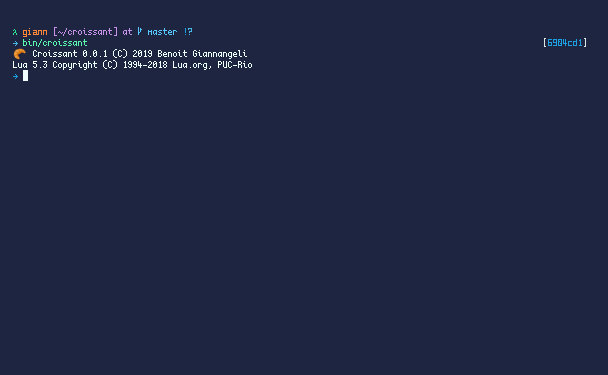 λ giann [~/croissant] at ᚠ master !?
→ bin/croissant [6904cd1]
🥐 Croissant 0.0.1 (C) 2019 Benoit Giannangeli
Lua 5.3 Copyright (C) 1994-2018 Lua.org, PUC-Rio
→